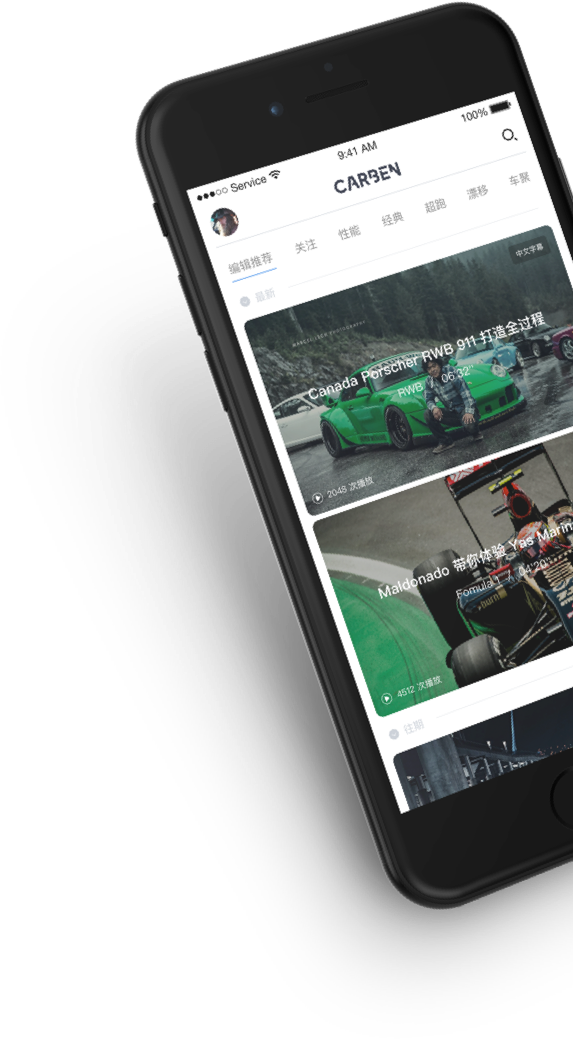 Service
9:41 AM
100%
CARBEN
编辑推荐 关注 性能 经典 超跑 漂移 车聚
最新
中文字幕
Canada Porscher RWB 911 打造全过程
RWB / 06'32"
2048 次播放
Maldonado 带你体验 Yas Marin
Fomula 1 / 04'20"
burn
4512 次播放
往期